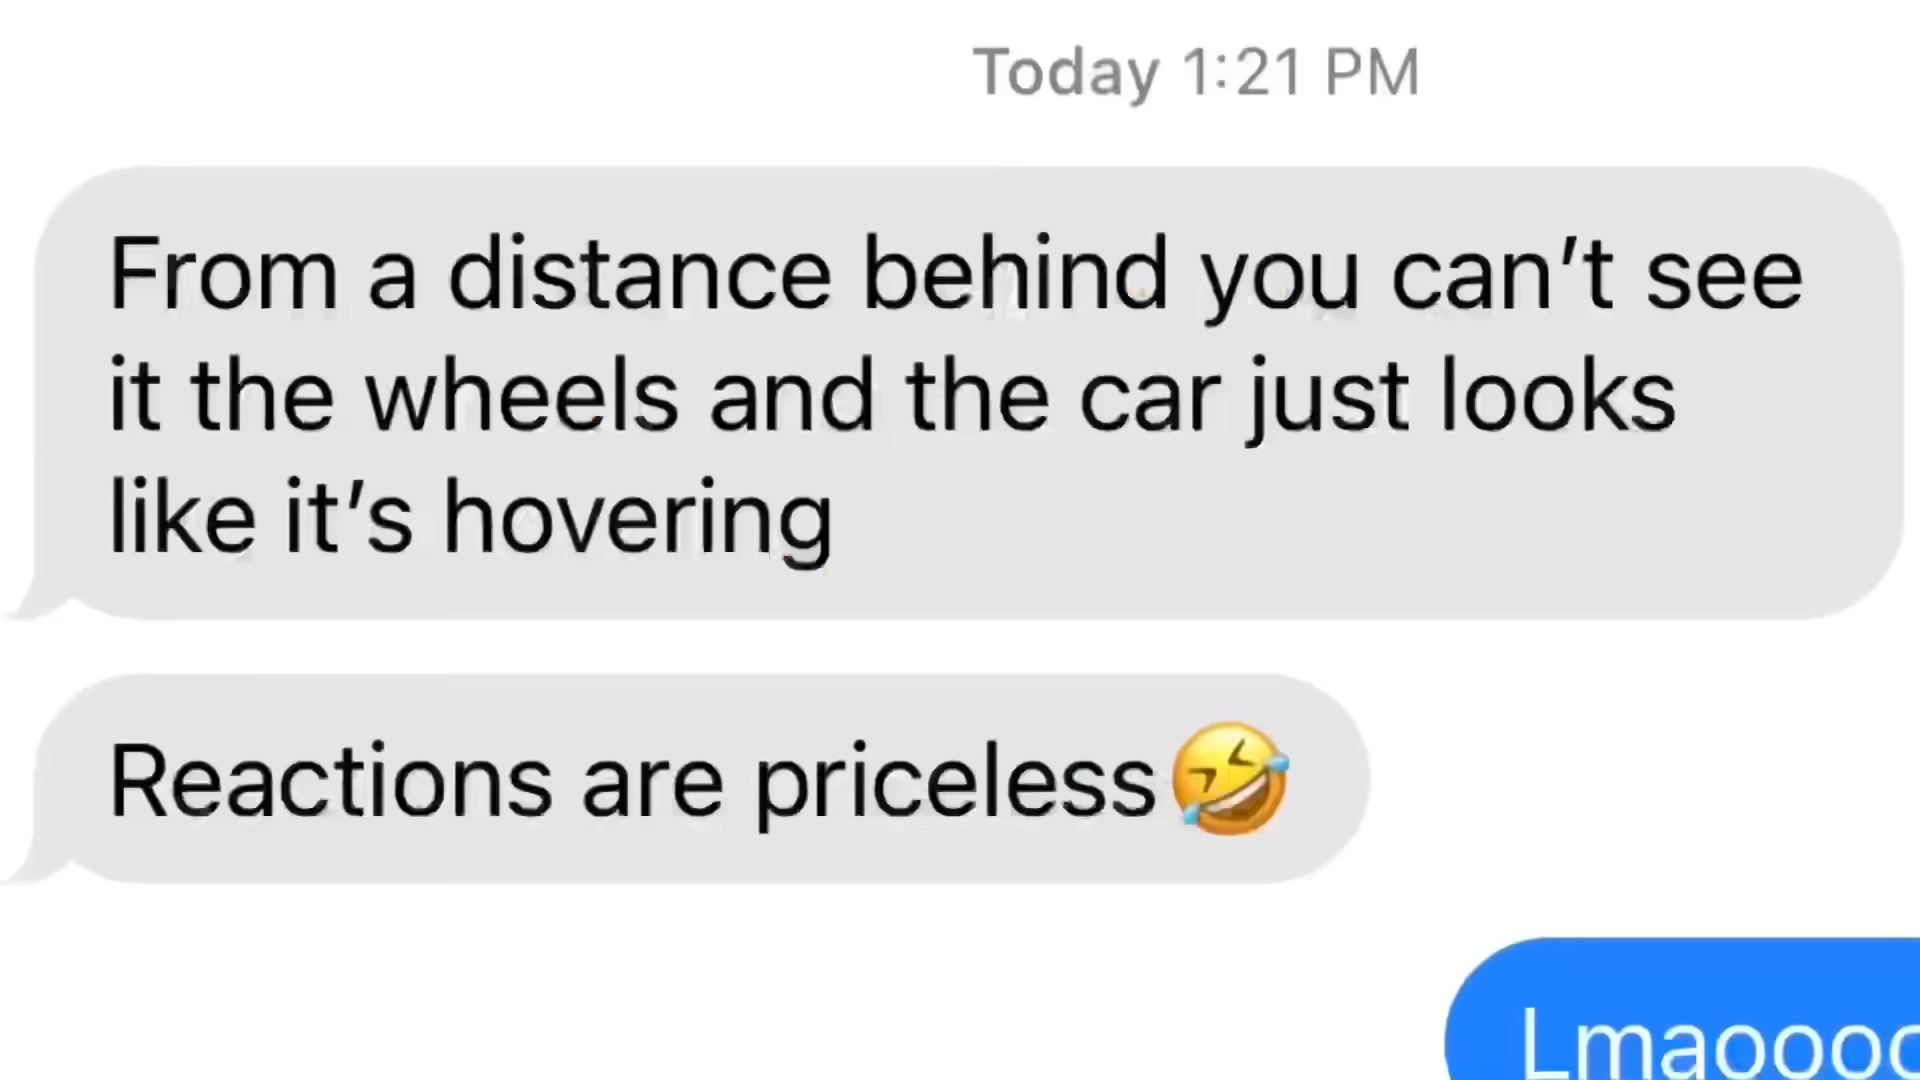 Today 1:21 PM
From a distance behind you can’t see
it the wheels and the car just looks
like it’s hovering
Reactions are priceless🤣
Lmaoooo